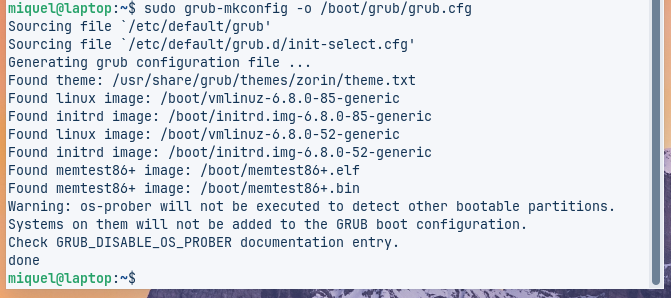 miquel@laptop:~$ sudo grub-mkconfig -o /boot/grub/grub.cfg
Sourcing file `/etc/default/grub'
Sourcing file `/etc/default/grub.d/init-select.cfg'
Generating grub configuration file ...
Found theme: /usr/share/grub/themes/zorin/theme.txt
Found linux image: /boot/vmlinuz-6.8.0-85-generic
Found initrd image: /boot/initrd.img-6.8.0-85-generic
Found linux image: /boot/vmlinuz-6.8.0-52-generic
Found initrd image: /boot/initrd.img-6.8.0-52-generic
Found memtest86+ image: /boot/memtest86+.elf
Found memtest86+ image: /boot/memtest86+.bin
Warning: os-prober will not be executed to detect other bootable partitions.
Systems on them will not be added to the GRUB boot configuration.
Check GRUB_DISABLE_OS_PROBER documentation entry.
done
miquel@laptop:~$